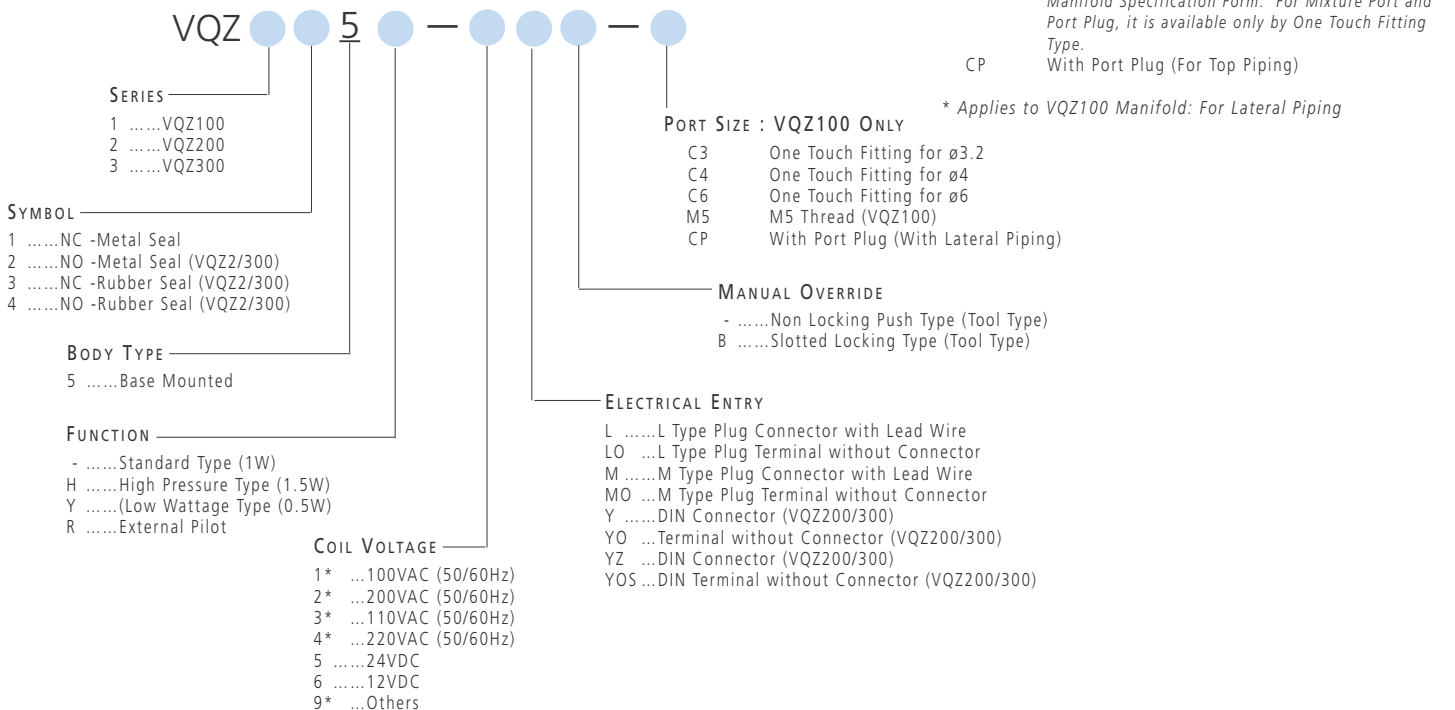 Manifold Specification Form. For Mixture Port and
Port Plug, it is available only by One Touch Fitting
Type.
CP With Port Plug (For Top Piping)
* Applies to VQZ100 Manifold: For Lateral Piping
VQZ 5 — —
SERIES
1 ......VQZ100
2 ......VQZ200
3 ......VQZ300
SYMBOL
1 ......NC -Metal Seal
2 ......NO -Metal Seal (VQZ2/300)
3 ......NC -Rubber Seal (VQZ2/300)
4 ......NO -Rubber Seal (VQZ2/300)
BODY TYPE
5 ......Base Mounted
FUNCTION
- ......Standard Type (1W)
H ......High Pressure Type (1.5W)
Y ......(Low Wattage Type (0.5W)
R ......External Pilot
COIL VOLTAGE
1* ...100VAC (50/60Hz)
2* ...200VAC (50/60Hz)
3* ...110VAC (50/60Hz)
4* ...220VAC (50/60Hz)
5 ......24VDC
6 ......12VDC
9* ...Others
PORT SIZE : VQZ100 ONLY
C3 One Touch Fitting for ø3.2
C4 One Touch Fitting for ø4
C6 One Touch Fitting for ø6
M5 M5 Thread (VQZ100)
CP With Port Plug (With Lateral Piping)
MANUAL OVERRIDE
- ......Non Locking Push Type (Tool Type)
B ......Slotted Locking Type (Tool Type)
ELECTRICAL ENTRY
L ......L Type Plug Connector with Lead Wire
LO ...L Type Plug Terminal without Connector
M ......M Type Plug Connector with Lead Wire
MO ...M Type Plug Terminal without Connector
Y ......DIN Connector (VQZ200/300)
YO ...Terminal without Connector (VQZ200/300)
YZ ...DIN Connector (VQZ200/300)
YOS ...DIN Terminal without Connector (VQZ200/300)